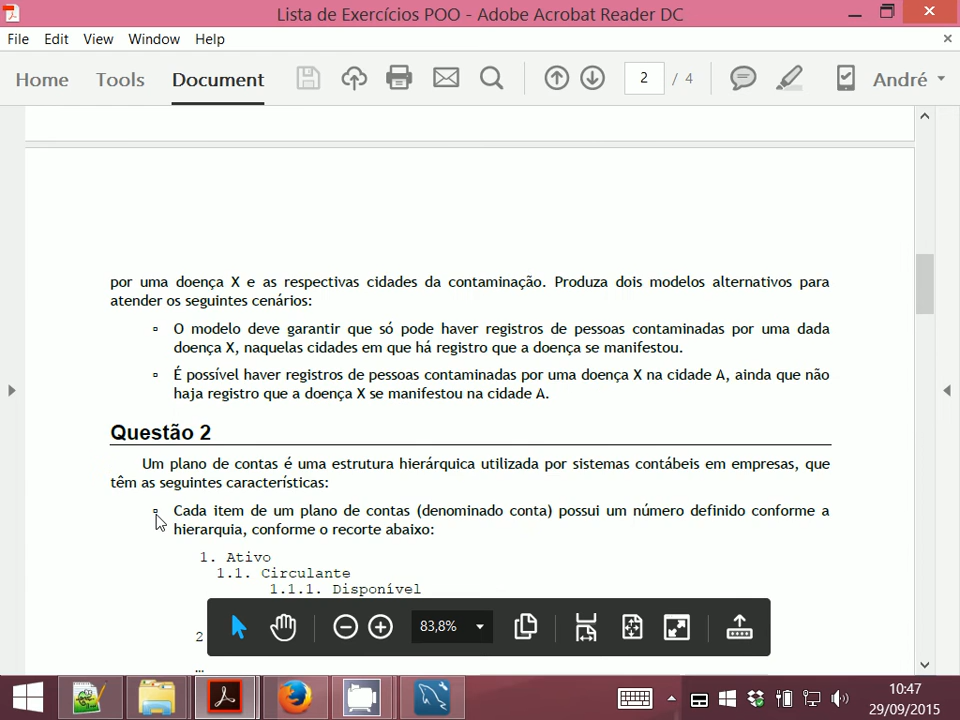 Lista de Exercícios POO - Adobe Acrobat Reader DC
File Edit View Window Help
Home Tools Document 2 / 4 André
por uma doença X e as respectivas cidades da contaminação. Produza dois modelos alternativos para
atender os seguintes cenários:
▫ O modelo deve garantir que só pode haver registros de pessoas contaminadas por uma dada
doença X, naquelas cidades em que há registro que a doença se manifestou.
▫ É possível haver registros de pessoas contaminadas por uma doença X na cidade A, ainda que não
haja registro que a doença X se manifestou na cidade A.
Questão 2
Um plano de contas é uma estrutura hierárquica utilizada por sistemas contábeis em empresas, que
têm as seguintes características:
▫ Cada item de um plano de contas (denominado conta) possui um número definido conforme a
hierarquia, conforme o recorte abaixo:
1. Ativo
1.1. Circulante
1.1.1. Disponível
83,8%
2
…
10:47
29/09/2015